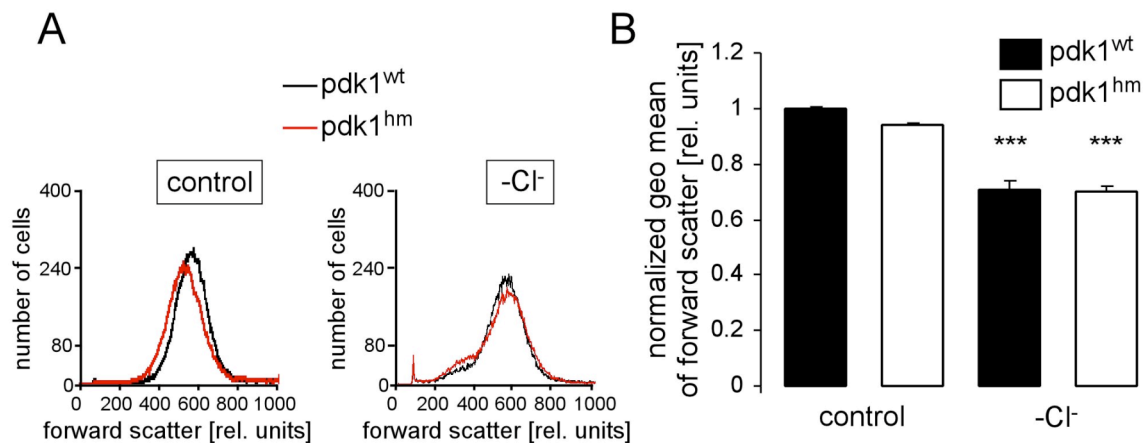 A
pdk1wt
pdk1hm
control
number of cells
400
240
80
0
0 200 400 600 800 1000
forward scatter [rel. units]
-Cl-
number of cells
400
240
80
0
0 200 400 600 800 1000
forward scatter [rel. units]
B
pdk1wt
pdk1hm
normalized geo mean
of forward scatter [rel. units]
1.2
1
0.8
0.6
0.4
0.2
0
*** ***
control -Cl-